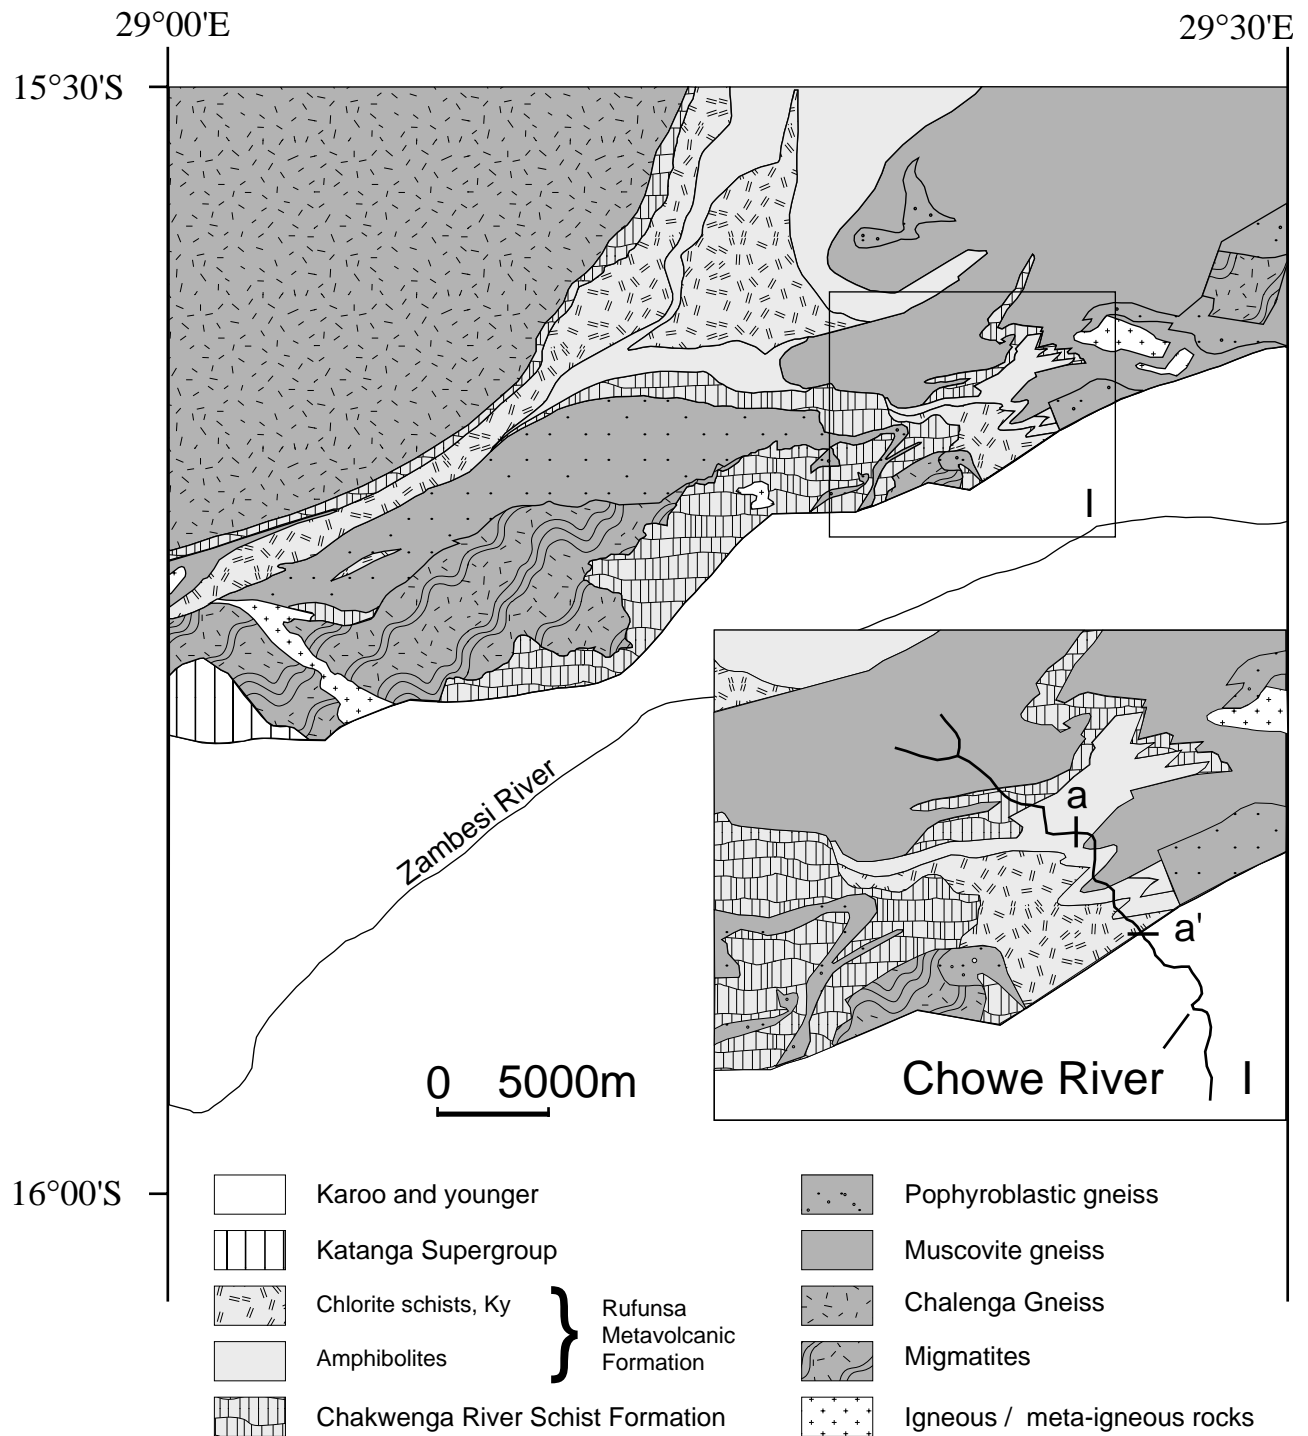 29°00'E
29°30'E
15°30'S
I
Zambesi River
a
a'
Chowe River
I
0 5000m
16°00'S
Karoo and younger
Katanga Supergroup
Chlorite schists, Ky
Amphibolites
Rufunsa
Metavolcanic
Formation
Chakwenga River Schist Formation
Pophyroblastic gneiss
Muscovite gneiss
Chalenga Gneiss
Migmatites
Igneous / meta-igneous rocks